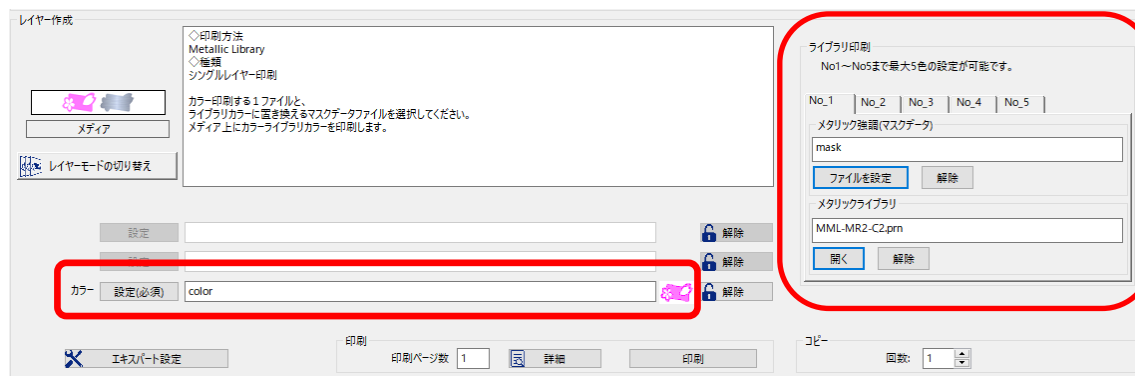 レイヤー作成
◇印刷方法
Metallic Library
◇種類
シングルレイヤー印刷
カラー印刷する１ファイルと、
ライブラリカラーに置き換えるマスクデータファイルを選択してください。
メディア上にカラーライブラリカラーを印刷します。
メディア
レイヤーモードの切り替え
設定
解除
設定
解除
カラー
設定(必須)
color
解除
ライブラリ印刷
No1～No5まで最大5色の設定が可能です。
No_1 No_2 No_3 No_4 No_5
メタリック強調(マスクデータ)
mask
ファイルを設定 解除
メタリックライブラリ
MML-MR2-C2.prn
開く 解除
エキスパート設定
印刷
印刷ページ数 1 詳細 印刷
コピー
回数: 1